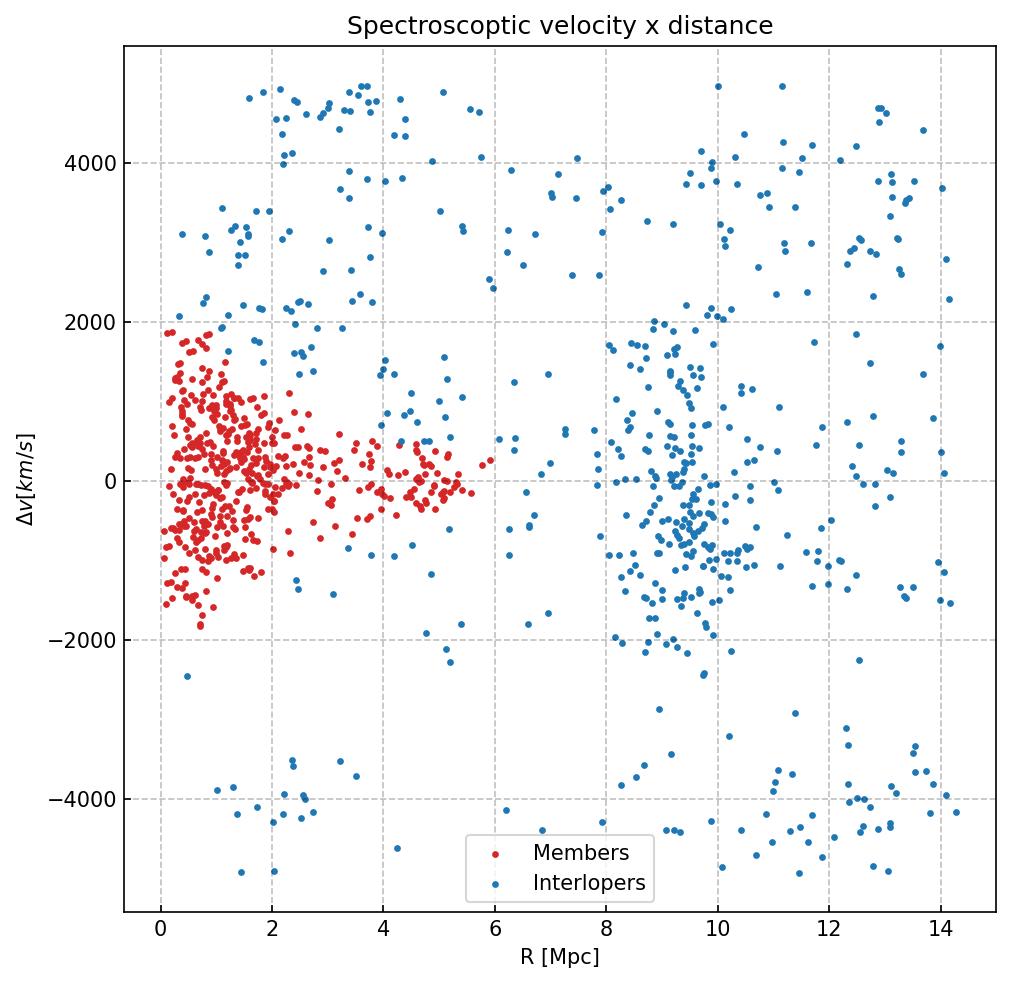 Spectroscoptic velocity x distance
4000
2000
0
−2000
−4000
Δv[km/s]
Members
Interlopers
0 2 4 6 8 10 12 14
R [Mpc]